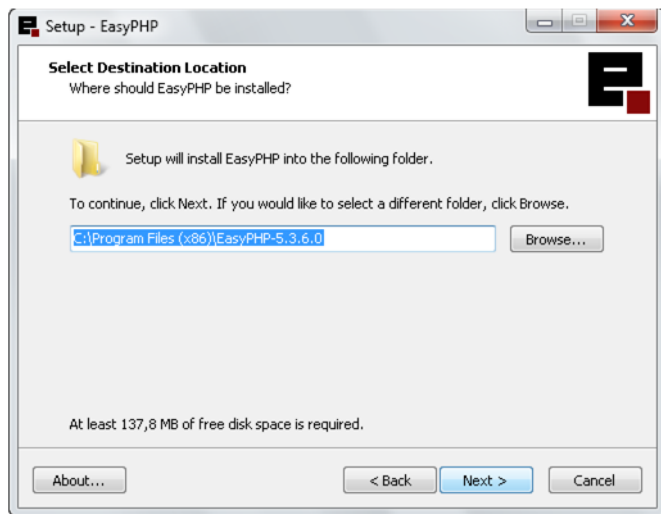 Setup - EasyPHP
Select Destination Location
Where should EasyPHP be installed?
Setup will install EasyPHP into the following folder.
To continue, click Next. If you would like to select a different folder, click Browse.
C:\Program Files (x86)\EasyPHP-5.3.6.0
Browse...
At least 137,8 MB of free disk space is required.
About...
< Back
Next >
Cancel